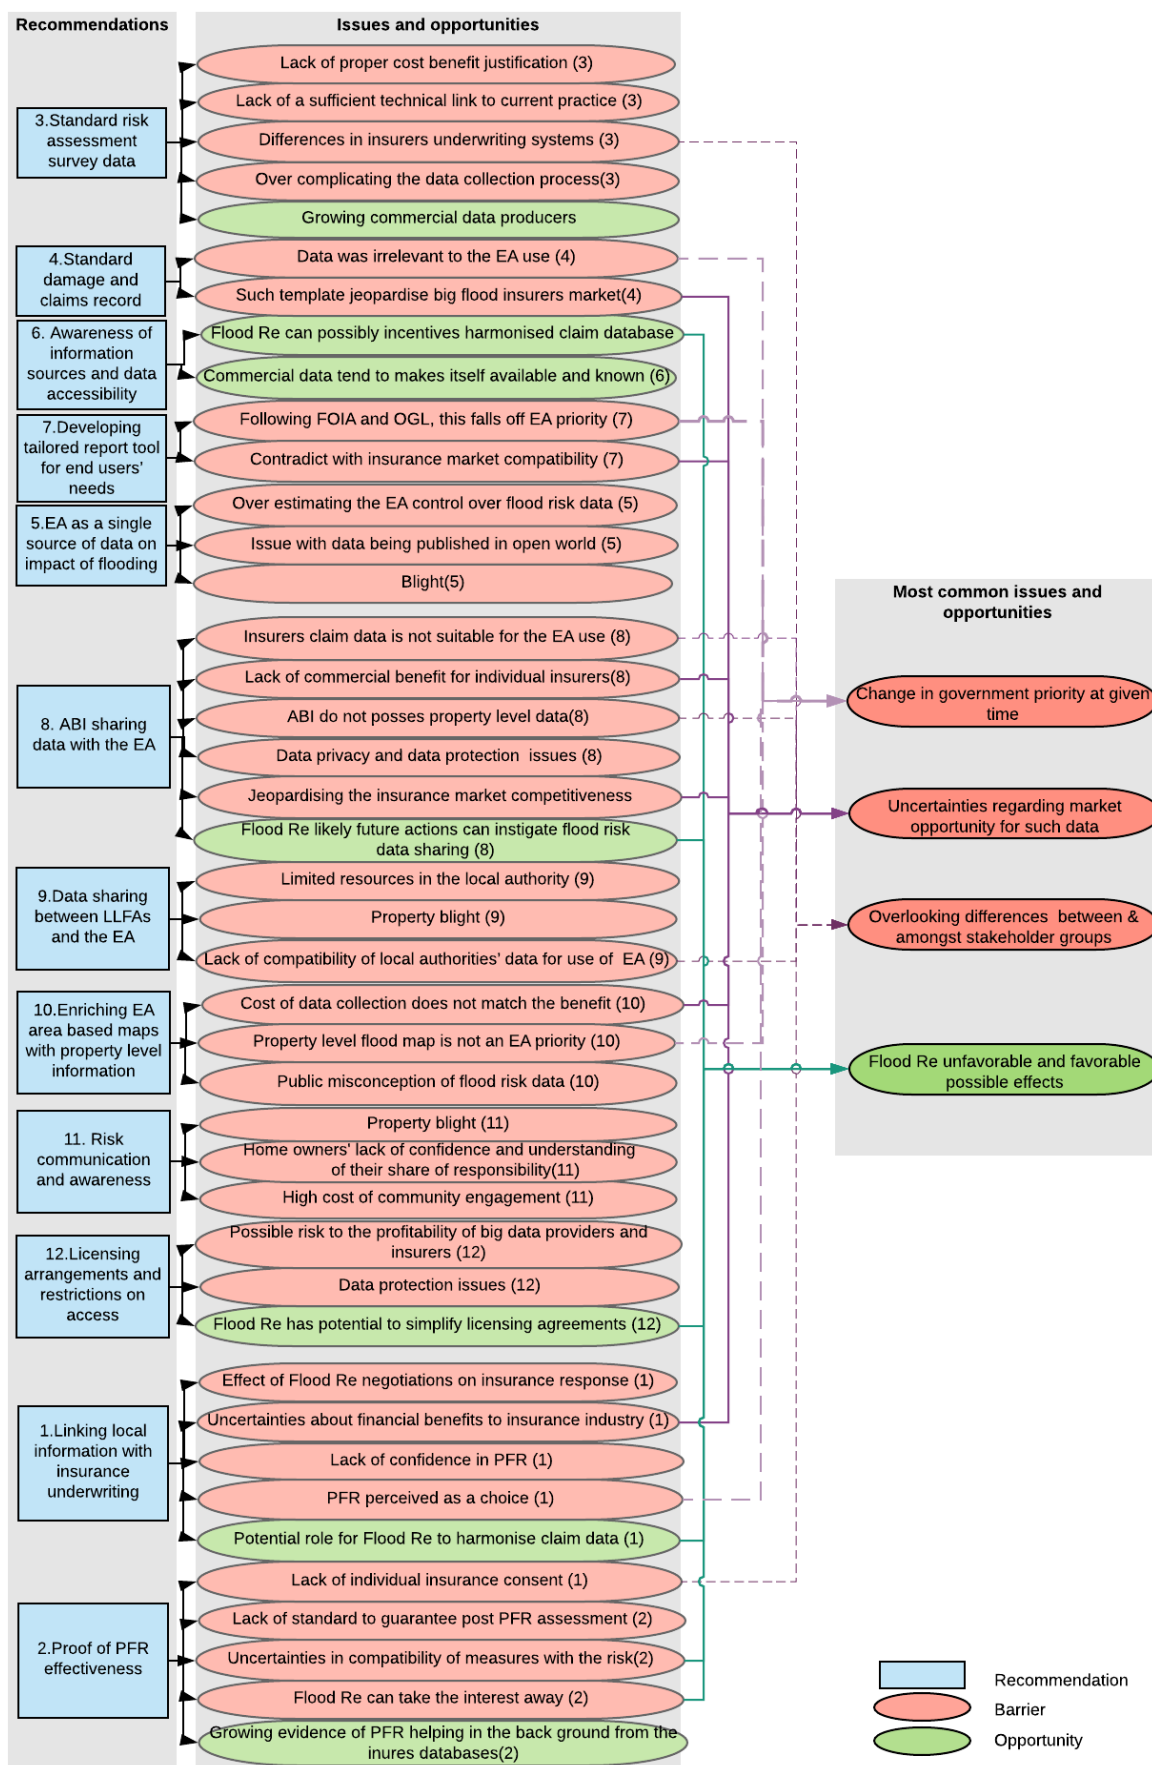 Recommendations
Issues and opportunities
3.Standard risk
assessment
survey data
Lack of proper cost benefit justification (3)
Lack of a sufficient technical link to current practice (3)
Differences in insurers underwriting systems (3)
Over complicating the data collection process(3)
Growing commercial data producers
4.Standard
damage and
claims record
Data was irrelevant to the EA use (4)
Such template jeopardise big flood insurers market(4)
6. Awareness of
information
sources and data
accessibility
Flood Re can possibly incentives harmonised claim database
Commercial data tend to makes itself available and known (6)
7.Developing
tailored report tool
for end users'
needs
Following FOIA and OGL, this falls off EA priority (7)
Contradict with insurance market compatibility (7)
5.EA as a single
source of data on
impact of flooding
Over estimating the EA control over flood risk data (5)
Issue with data being published in open world (5)
Blight(5)
8. ABI sharing
data with the EA
Insurers claim data is not suitable for the EA use (8)
Lack of commercial benefit for individual insurers(8)
ABI do not posses property level data(8)
Data privacy and data protection issues (8)
Jeopardising the insurance market competitiveness
Flood Re likely future actions can instigate flood risk
data sharing (8)
9.Data sharing
between LLFAs
and the EA
Limited resources in the local authority (9)
Property blight (9)
Lack of compatibility of local authorities' data for use of EA (9)
10.Enriching EA
area based maps
with property level
information
Cost of data collection does not match the benefit (10)
Property level flood map is not an EA priority (10)
Public misconception of flood risk data (10)
11. Risk
communication
and awareness
Property blight (11)
Home owners' lack of confidence and understanding
of their share of responsibility(11)
High cost of community engagement (11)
12.Licensing
arrangements and
restrictions on
access
Possible risk to the profitability of big data providers and
insurers (12)
Data protection issues (12)
Flood Re has potential to simplify licensing agreements (12)
1.Linking local
information with
insurance
underwriting
Effect of Flood Re negotiations on insurance response (1)
Uncertainties about financial benefits to insurance industry (1)
Lack of confidence in PFR (1)
PFR perceived as a choice (1)
Potential role for Flood Re to harmonise claim data (1)
2.Proof of PFR
effectiveness
Lack of individual insurance consent (1)
Lack of standard to guarantee post PFR assessment (2)
Uncertainties in compatibility of measures with the risk(2)
Flood Re can take the interest away (2)
Growing evidence of PFR helping in the back ground from the
inures databases(2)
Most common issues and
opportunities
Change in government priority at given
time
Uncertainties regarding market
opportunity for such data
Overlooking differences between &
amongst stakeholder groups
Flood Re unfavorable and favorable
possible effects
Recommendation
Barrier
Opportunity